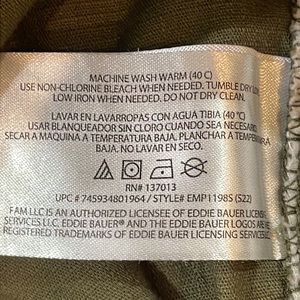 MACHINE WASH WARM (40 C)
USE NON-CHLORINE BLEACH WHEN NEEDED. TUMBLE DRY LOW
LOW IRON WHEN NEEDED. DO NOT DRY CLEAN.
LAVAR EN LAVARROPAS CON AGUA TIBIA (40 °C)
USAR BLANQUEADOR SIN CLORO CUANDO SEA NECESARIO.
SECAR A MAQUINA A TEMPERATURA BAJA. PLANCHAR A TEMPERATURA
BAJA. NO LAVAR EN SECO.
RN# 137013
UPC # 745934801964 / STYLE# EMP1198S (S22)
FAM LLC IS AN AUTHORIZED LICENSEE OF EDDIE BAUER LICENSING
SERVICES LLC. EDDIE BAUER® AND THE EDDIE BAUER LOGOS ARE
REGISTERED TRADEMARKS OF EDDIE BAUER LICENSING SERVICES